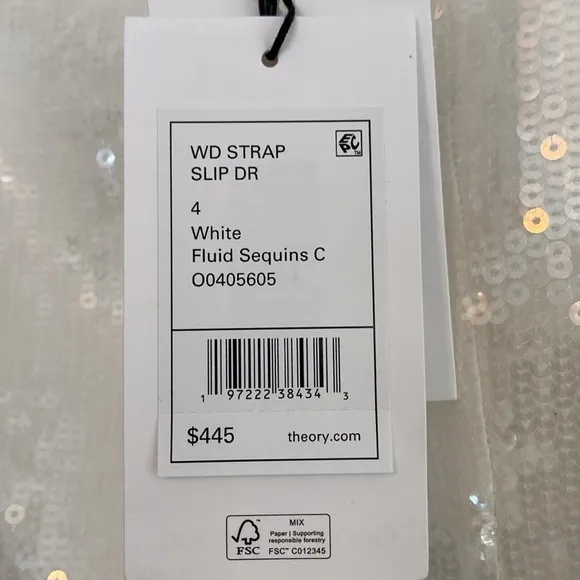 WD STRAP
SLIP DR
EPC™
4
White
Fluid Sequins C
O0405605
1 97222 38434 3
$445 theory.com
MIX
Paper | Supporting
responsible forestry
FSC™ C012345
FSC